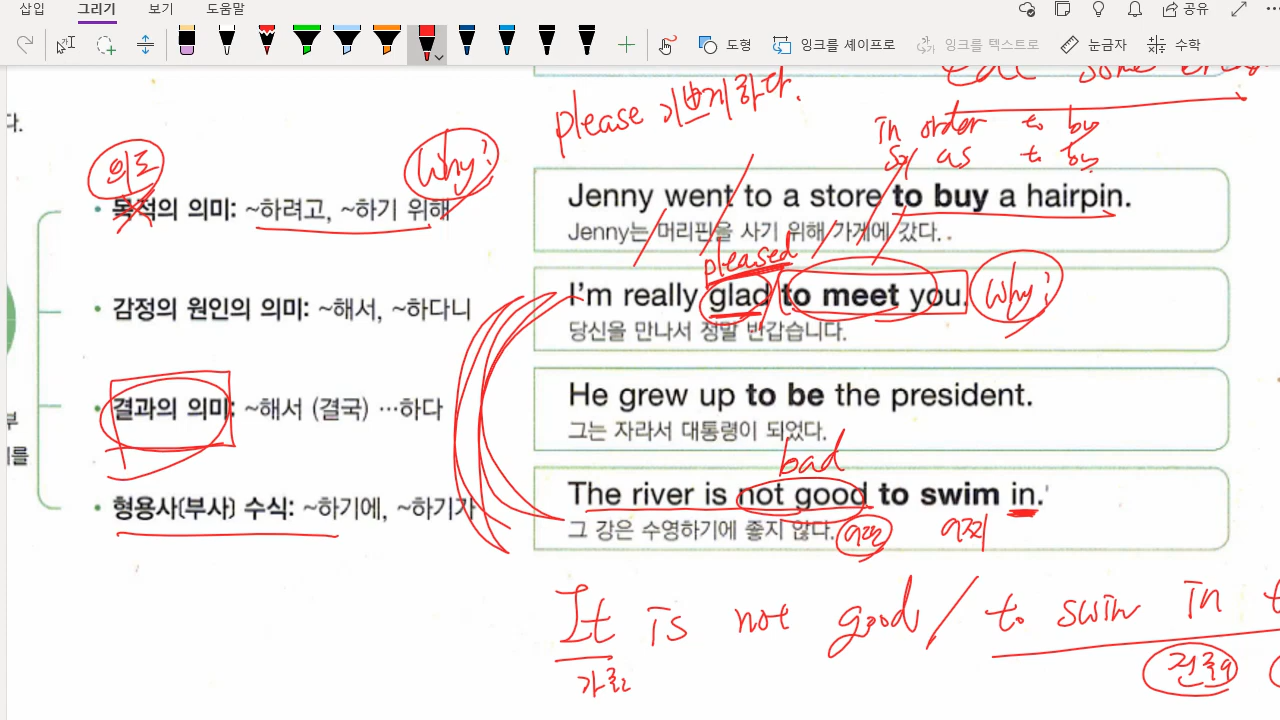 삽입 그리기 보기 도움말 공유
도형 잉크를 셰이프로 잉크를 텍스트로 눈금자 수학
please 기쁘게하다.
in order to buy
so as to buy
다.
의도
why?
목적의 의미: ~하려고, ~하기 위해
Jenny went to a store to buy a hairpin.
Jenny는 머리핀을 사기 위해 가게에 갔다.
pleased
감정의 원인의 의미: ~해서, ~하다니
I'm really glad to meet you. why?
당신을 만나서 정말 반갑습니다.
결과의 의미: ~해서 (결국) …하다
He grew up to be the president.
그는 자라서 대통령이 되었다.
부
를
bad
형용사(부사) 수식: ~하기에, ~하기가
The river is not good to swim in.
그 강은 수영하기에 좋지 않다.
It is not good / to swim in t